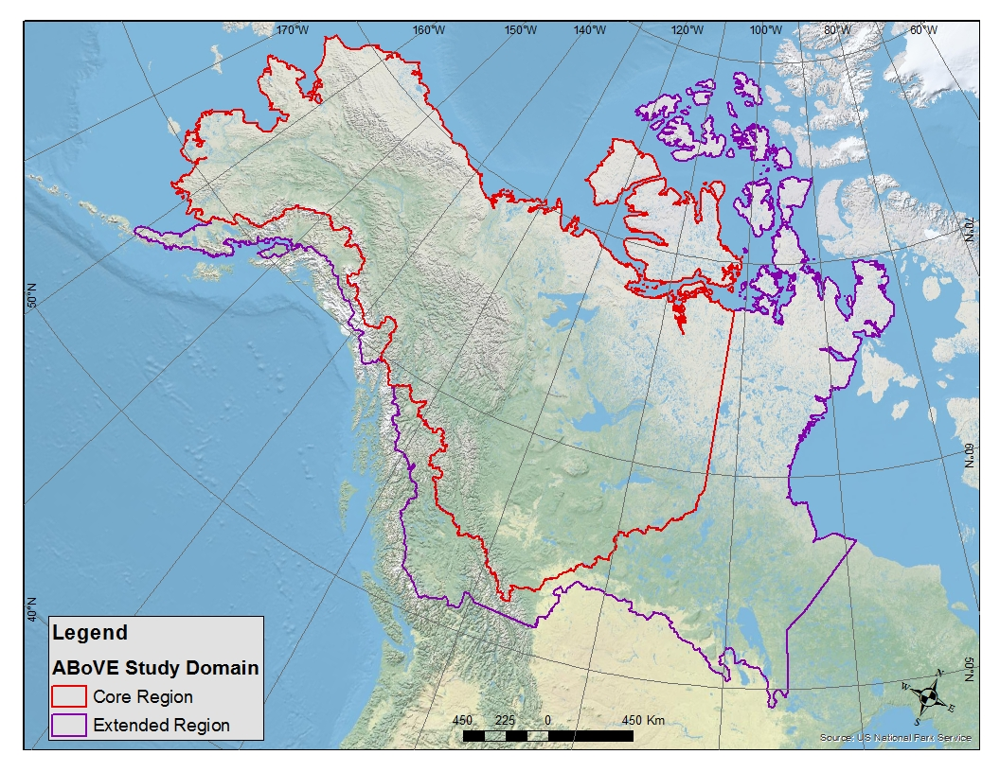 170°W 160°W 150°W 140°W 120°W 100°W 80°W 60°W
70°N
50°N
60°N
40°N
50°N
Legend
ABoVE Study Domain
Core Region
Extended Region
450 225 0 450 Km
N
W
E
S
Source: US National Park Service